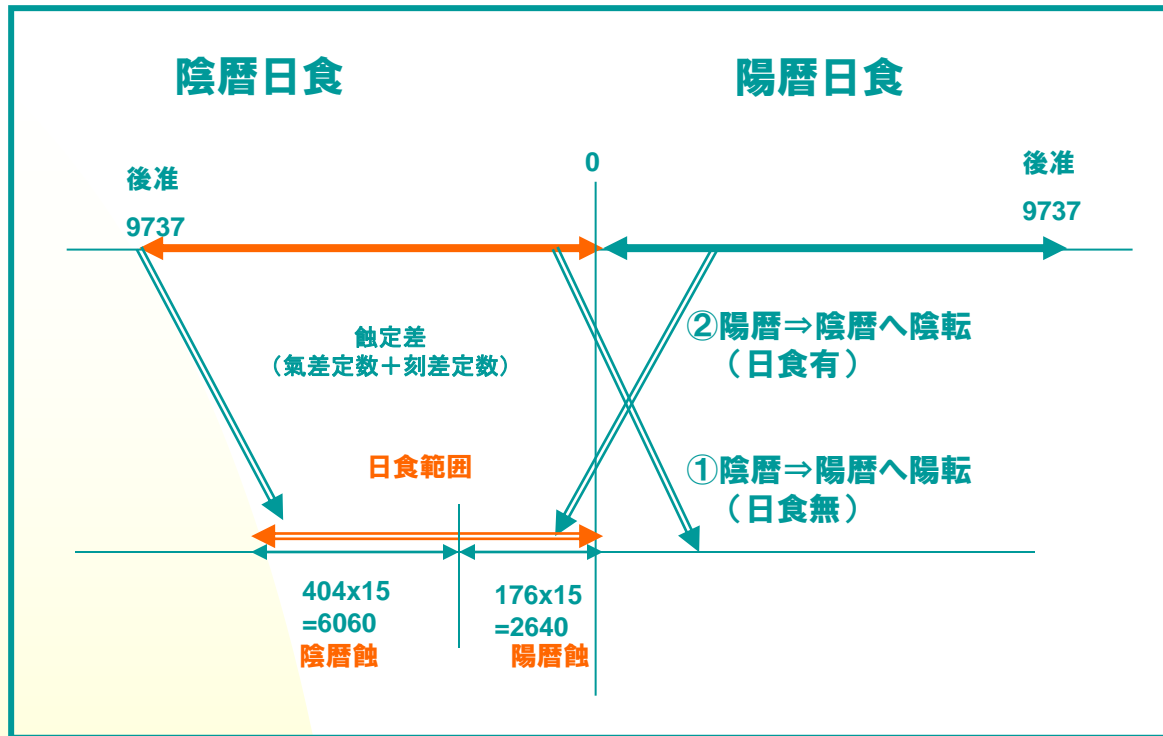 陰暦日食
陽暦日食
0
後准
9737
後准
9737
蝕定差
（氣差定数＋刻差定数）
②陽暦⇒陰暦へ陰転
（日食有）
日食範囲
①陰暦⇒陽暦へ陽転
（日食無）
404x15
=6060
陰暦蝕
176x15
=2640
陽暦蝕